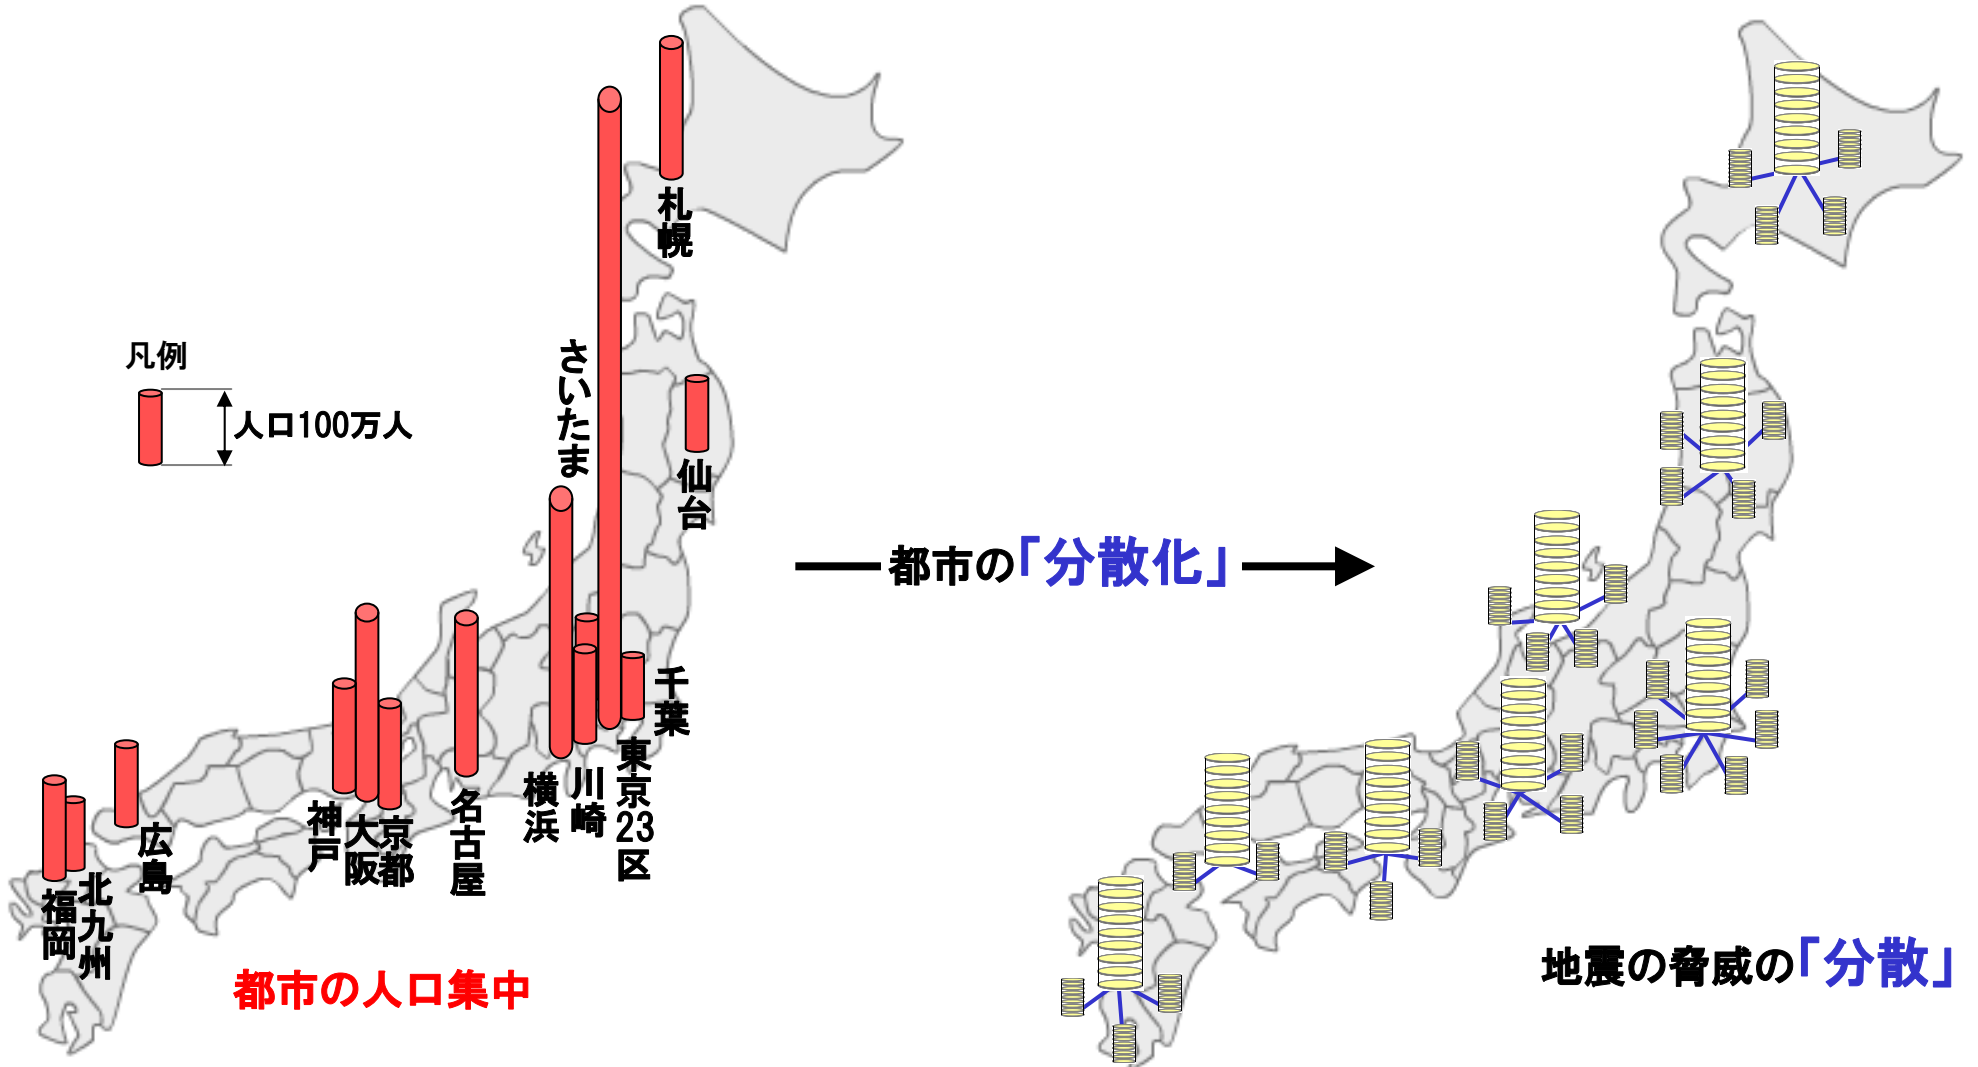 札幌
さいたま
凡例
人口100万人
仙台
都市の「分散化」
千葉
東京23区
川崎
横浜
名古屋
神戸
大阪
京都
広島
北九州
福岡
都市の人口集中
地震の脅威の「分散」